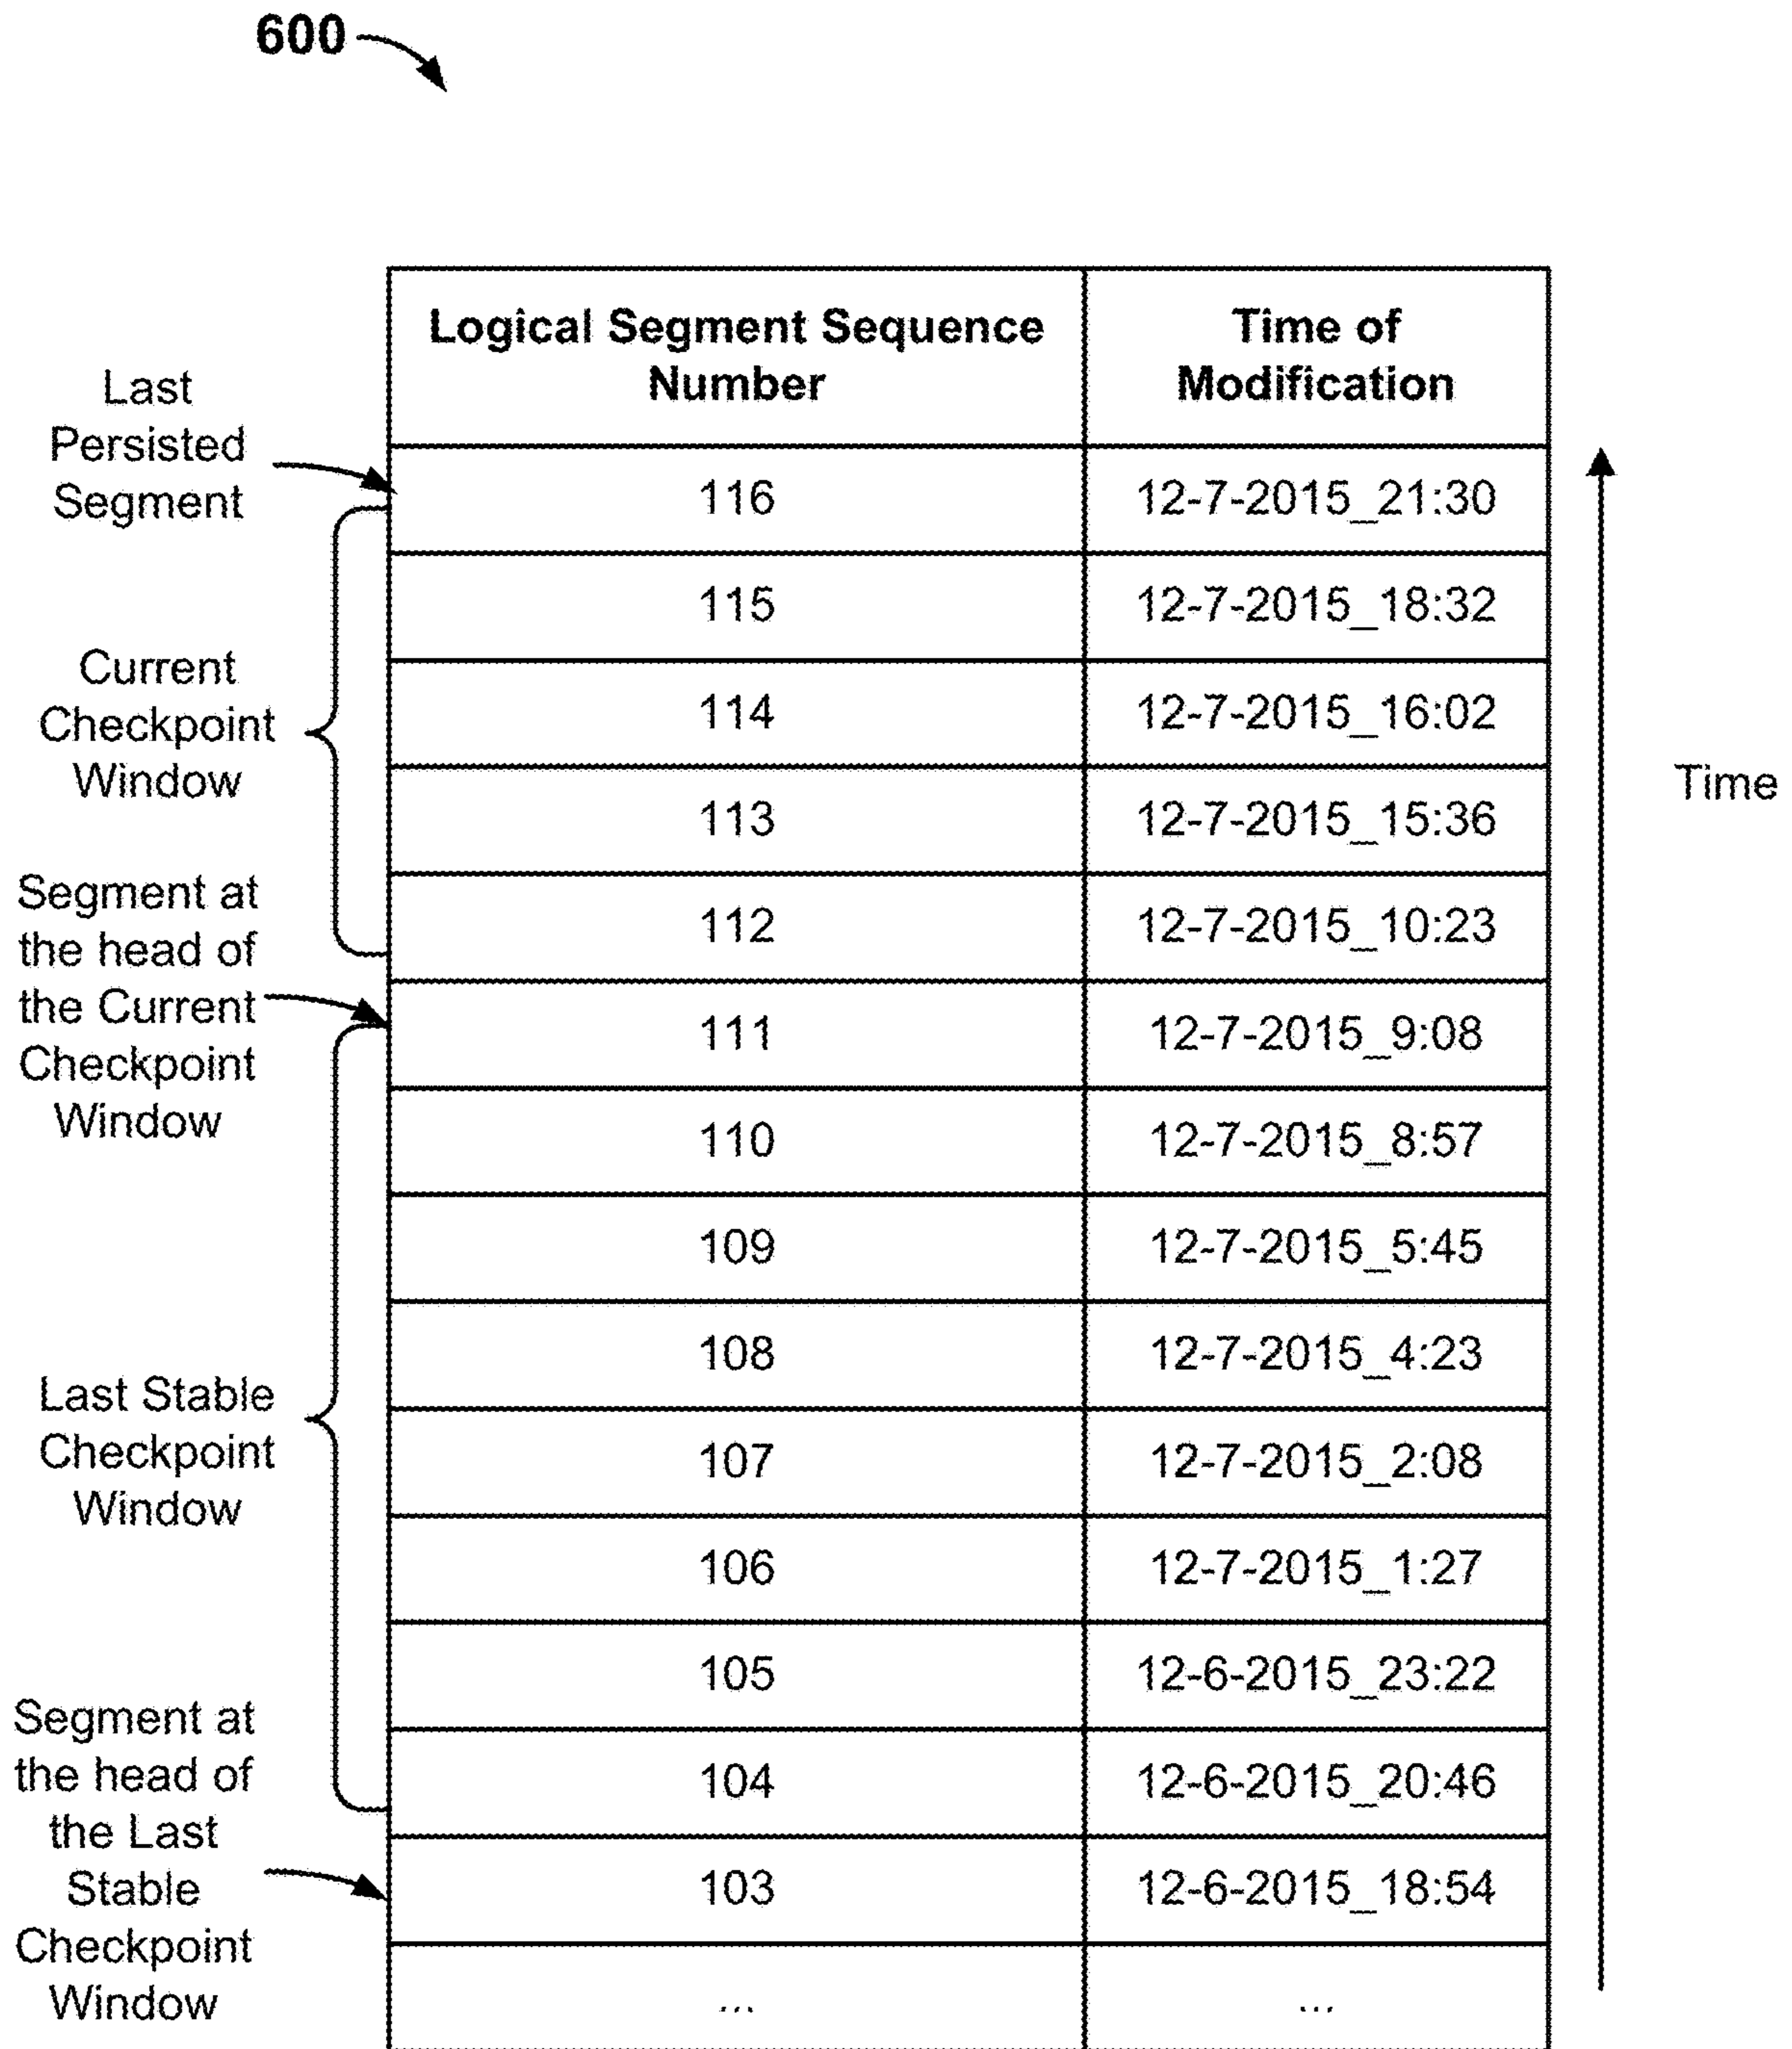 600
Logical Segment Sequence
Number
Time of
Modification
Last
Persisted
Segment
116
12-7-2015_21:30
115
12-7-2015_18:32
Current
Checkpoint
Window
114
12-7-2015_16:02
113
12-7-2015_15:36
Time
Segment at
the head of
the Current
Checkpoint
Window
112
12-7-2015_10:23
111
12-7-2015_9:08
110
12-7-2015_8:57
109
12-7-2015_5:45
108
12-7-2015_4:23
Last Stable
Checkpoint
Window
107
12-7-2015_2:08
106
12-7-2015_1:27
105
12-6-2015_23:22
Segment at
the head of
the Last
Stable
Checkpoint
Window
104
12-6-2015_20:46
103
12-6-2015_18:54
...
...